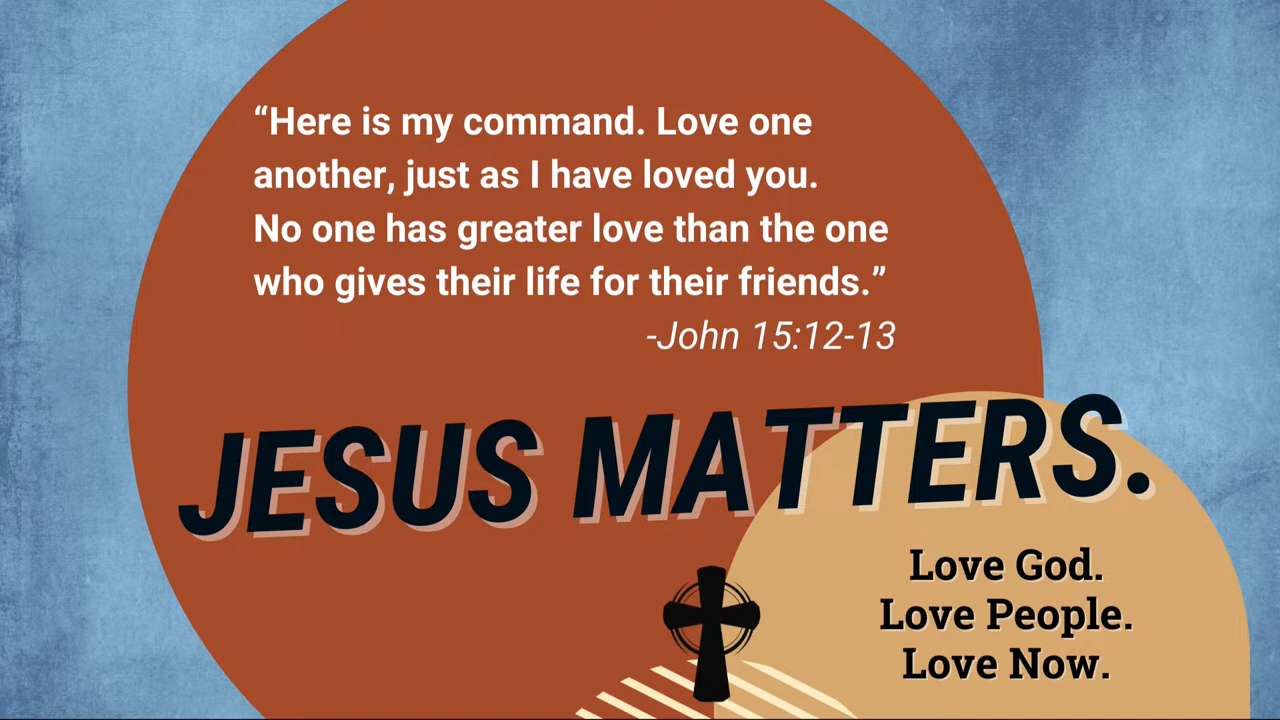 “Here is my command. Love one
another, just as I have loved you.
No one has greater love than the one
who gives their life for their friends.”
-John 15:12-13
JESUS MATTERS.
Love God.
Love People.
Love Now.